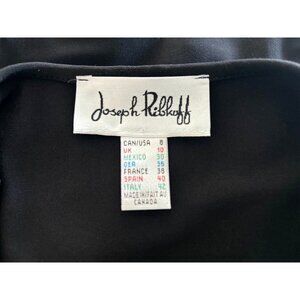 Joseph Ribkoff
CAN/USA 8
UK 10
MEXICO 30
GER 36
FRANCE 38
SPAIN 40
ITALY 42
MADE IN/FAIT AU
CANADA